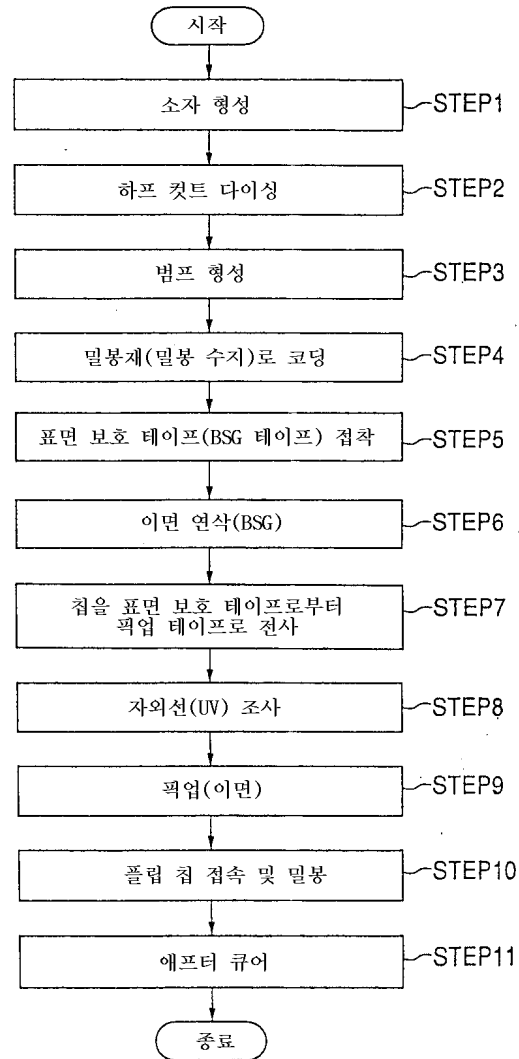 시작
소자 형성
STEP1
하프 컷트 다이싱
STEP2
범프 형성
STEP3
밀봉재(밀봉 수지)로 코딩
STEP4
표면 보호 테이프(BSG 테이프) 접착
STEP5
이면 연삭(BSG)
STEP6
칩을 표면 보호 테이프로부터
픽업 테이프로 전사
STEP7
자외선(UV) 조사
STEP8
픽업(이면)
STEP9
플립 칩 접속 및 밀봉
STEP10
애프터 큐어
STEP11
종료